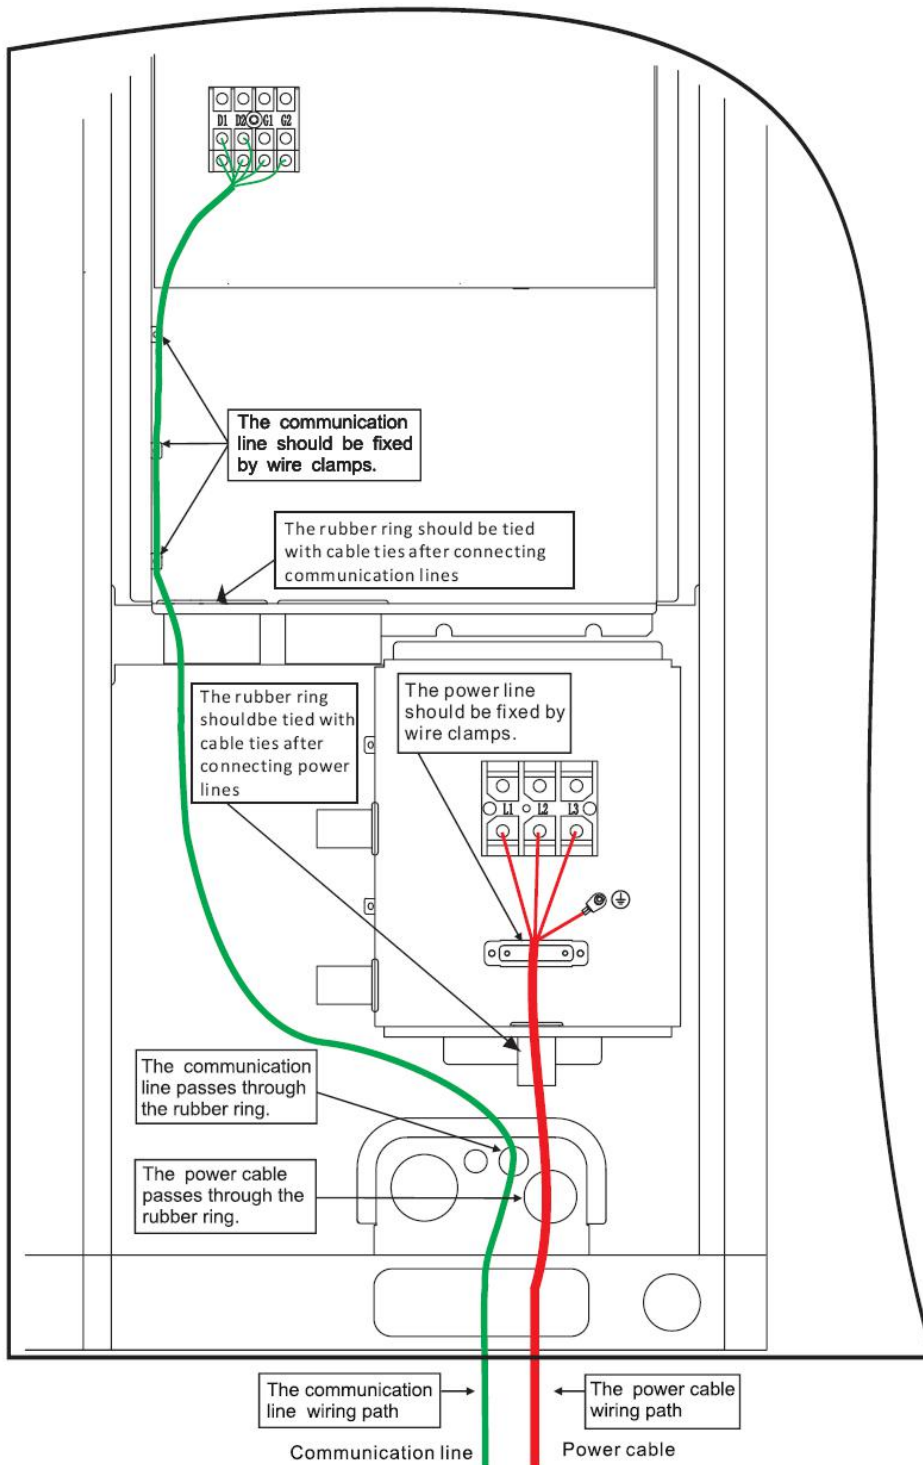 D1 D2 G1 G2
The communication
line should be fixed
by wire clamps.
The rubber ring should be tied
with cable ties after connecting
communication lines
The rubber ring
shouldbe tied with
cable ties after
connecting power
lines
The power line
should be fixed by
wire clamps.
L1 L2 L3
The communication
line passes through
the rubber ring.
The power cable
passes through the
rubber ring.
The communication
line wiring path
The power cable
wiring path
Communication line
Power cable